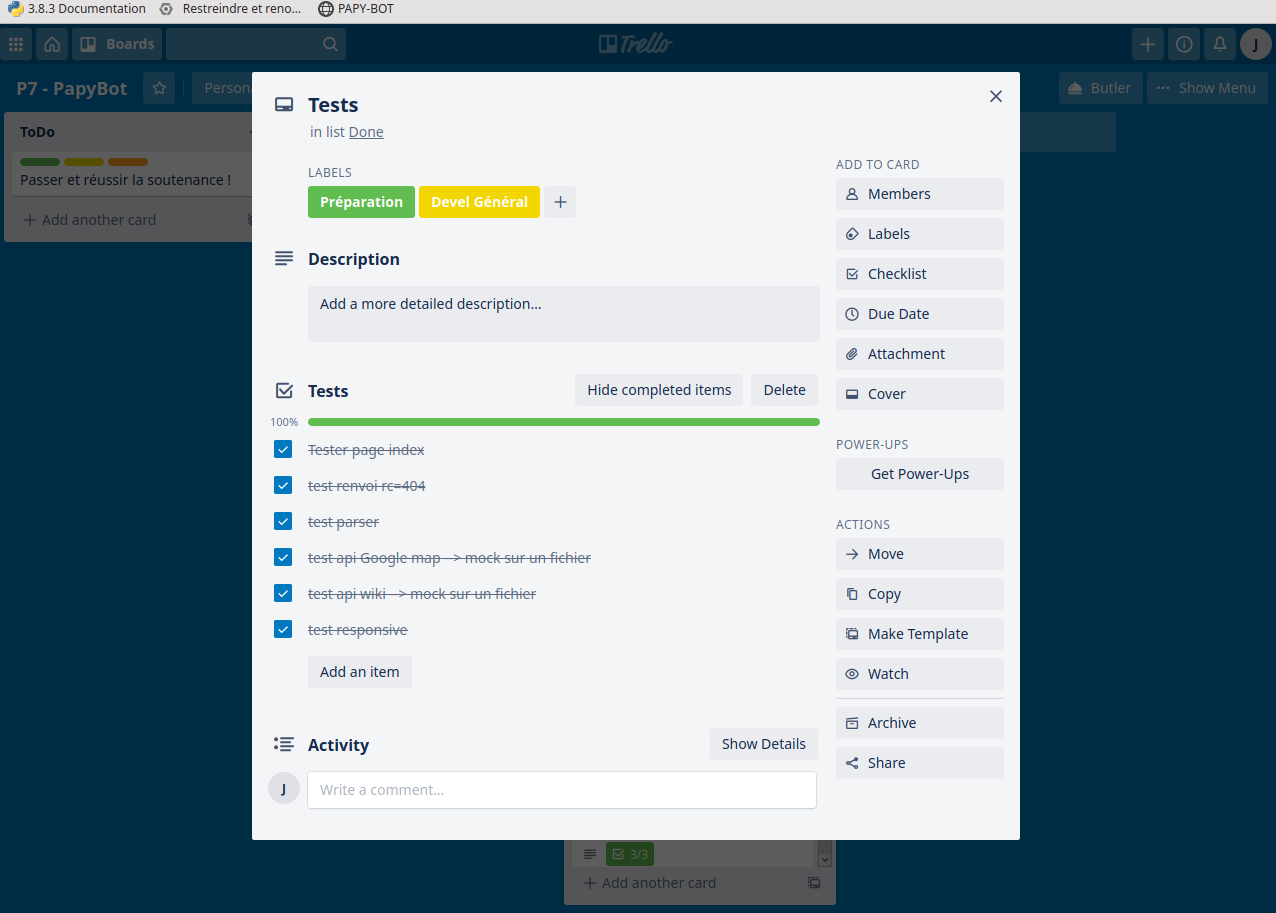 3.8.3 Documentation
Restreindre et reno...
PAPY-BOT
Boards
Trello
J
P7 - PapyBot
Persona
Butler
Show Menu
ToDo
Passer et réussir la soutenance !
Add another card
Tests
in list Done
LABELS
Préparation
Devel Général
Description
Add a more detailed description...
Tests
Hide completed items
Delete
100%
Tester page index
test renvoi rc=404
test parser
test api Google map --> mock sur un fichier
test api wiki --> mock sur un fichier
test responsive
Add an item
Activity
Show Details
J
Write a comment...
ADD TO CARD
Members
Labels
Checklist
Due Date
Attachment
Cover
POWER-UPS
Get Power-Ups
ACTIONS
Move
Copy
Make Template
Watch
Archive
Share
3/3
Add another card